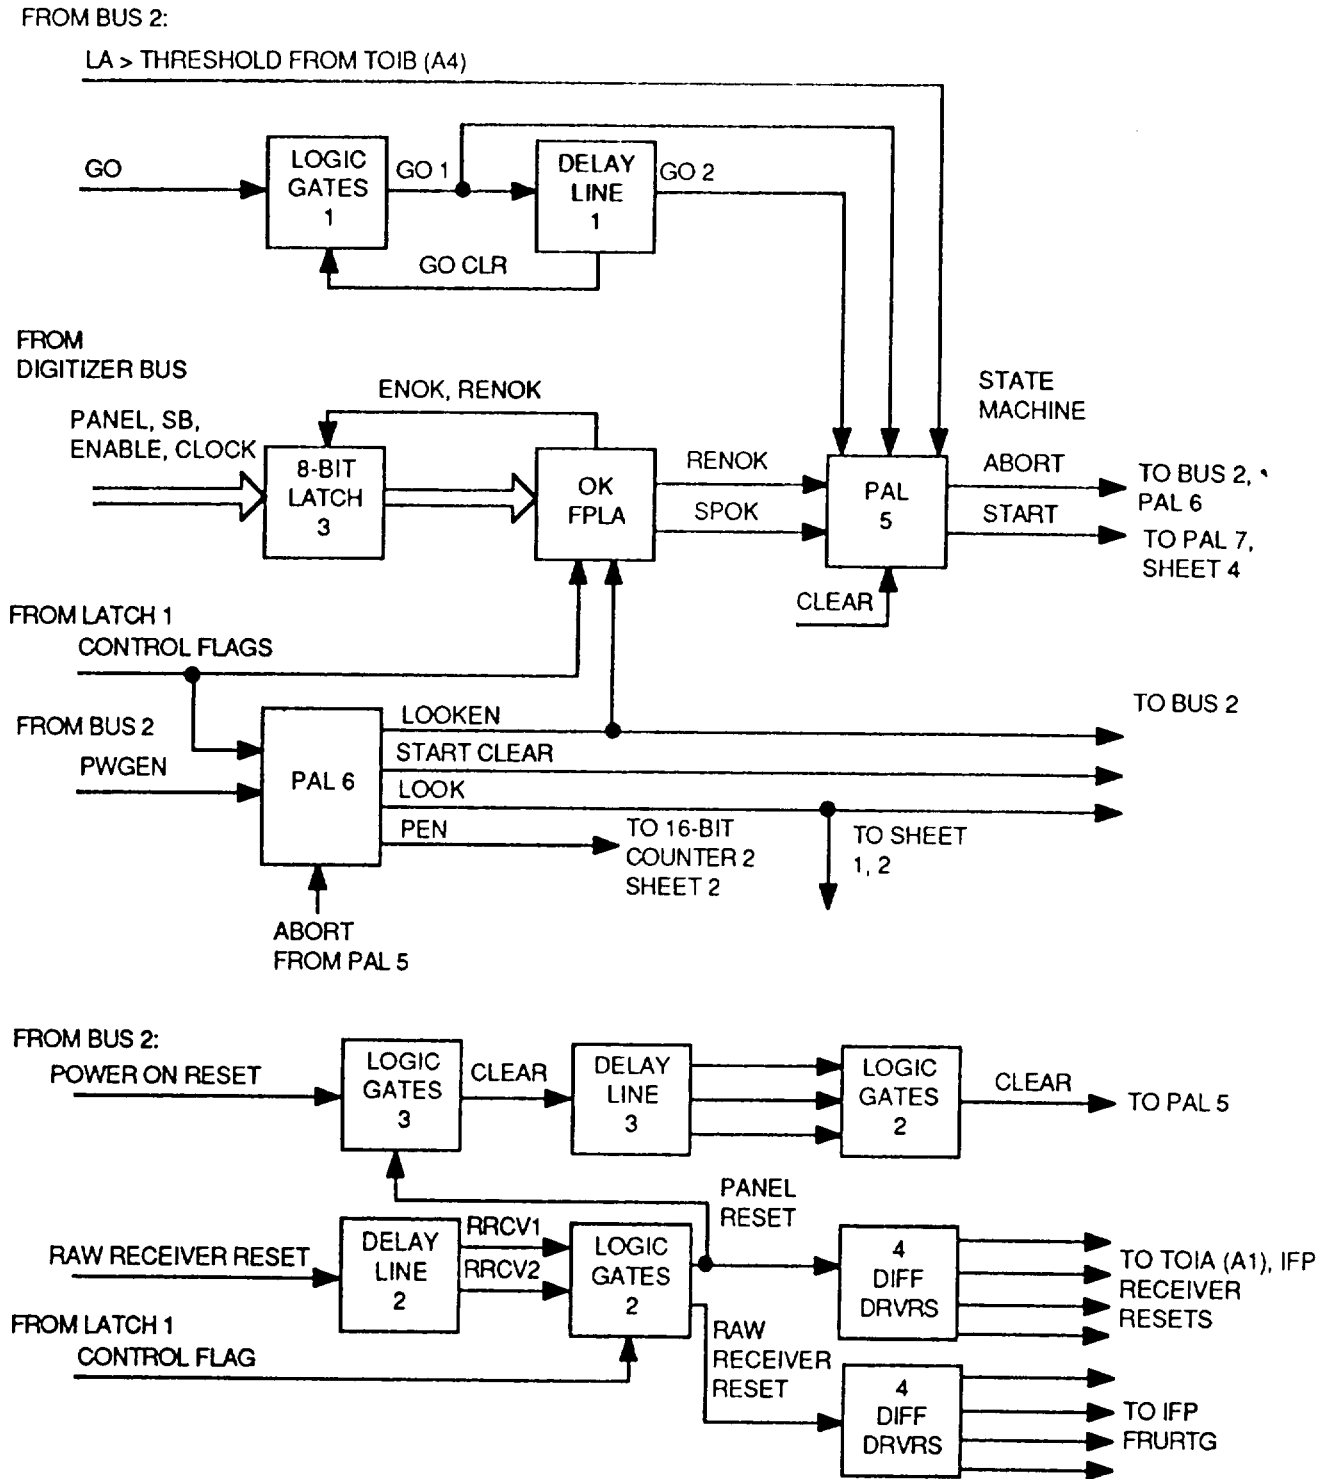 FROM BUS 2:
LA > THRESHOLD FROM TOIB (A4)
GO
LOGIC
GATES
1
GO 1
DELAY
LINE
1
GO 2
GO CLR
FROM
DIGITIZER BUS
PANEL, SB,
ENABLE, CLOCK
ENOK, RENOK
8-BIT
LATCH
3
OK
FPLA
RENOK
SPOK
STATE
MACHINE
PAL
5
ABORT
START
TO BUS 2,
PAL 6
TO PAL 7,
SHEET 4
CLEAR
FROM LATCH 1
CONTROL FLAGS
FROM BUS 2
PWGEN
PAL 6
LOOKEN
START CLEAR
LOOK
PEN
TO BUS 2
TO 16-BIT
COUNTER 2
SHEET 2
TO SHEET
1, 2
ABORT
FROM PAL 5
FROM BUS 2:
POWER ON RESET
LOGIC
GATES
3
CLEAR
DELAY
LINE
3
LOGIC
GATES
2
CLEAR
TO PAL 5
PANEL
RESET
RAW RECEIVER RESET
DELAY
LINE
2
RRCV1
RRCV2
LOGIC
GATES
2
4
DIFF
DRVRS
TO TOIA (A1), IFP
RECEIVER
RESETS
FROM LATCH 1
CONTROL FLAG
RAW
RECEIVER
RESET
4
DIFF
DRVRS
TO IFP
FRURTG